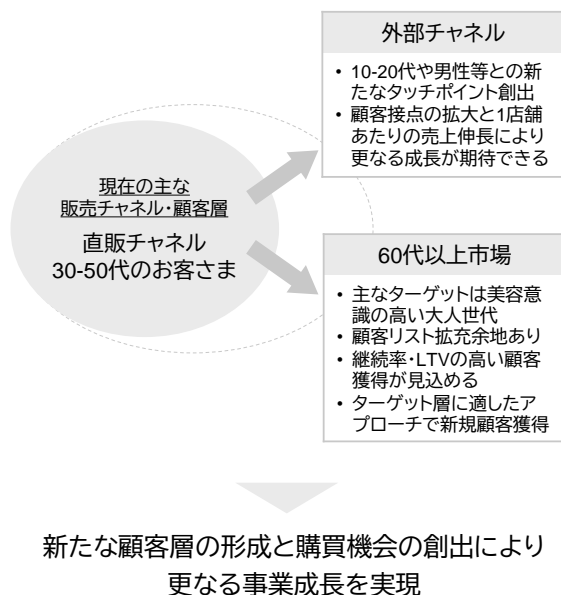 現在の主な
販売チャネル・顧客層
直販チャネル
30-50代のお客さま
外部チャネル
• 10-20代や男性等との新
たなタッチポイント創出
• 顧客接点の拡大と1店舗
あたりの売上伸長により
更なる成長が期待できる
60代以上市場
• 主なターゲットは美容意
識の高い大人世代
• 顧客リスト拡充余地あり
• 継続率・LTVの高い顧客
獲得が見込める
• ターゲット層に適したア
プローチで新規顧客獲得
新たな顧客層の形成と購買機会の創出により
更なる事業成長を実現